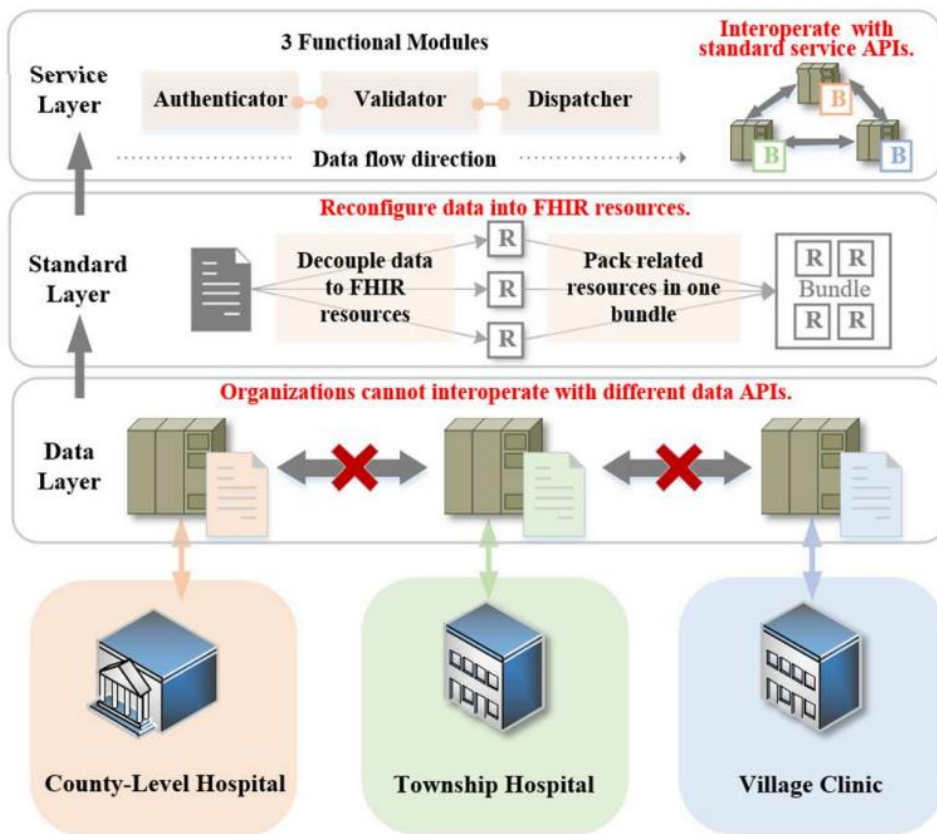 3 Functional Modules
Interoperate with
standard service APIs.
Service
Layer
Authenticator
Validator
Dispatcher
B
B
B
Data flow direction
Reconfigure data into FHIR resources.
Standard
Layer
Decouple data
to FHIR
resources
R
R
R
Pack related
resources in one
bundle
R R
Bundle
R R
Organizations cannot interoperate with different data APIs.
Data
Layer
County-Level Hospital
Township Hospital
Village Clinic